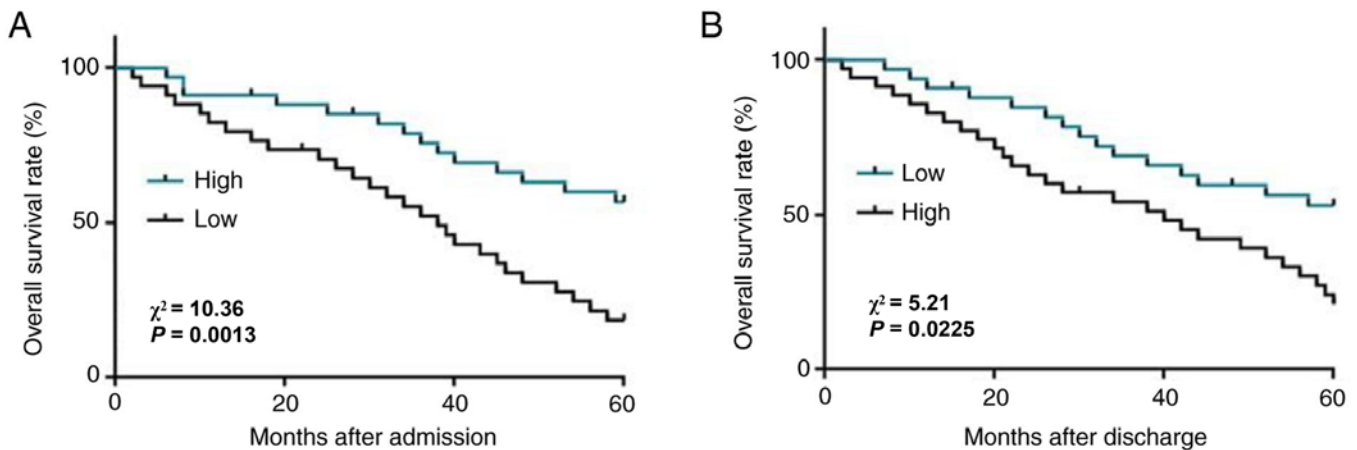 A
Overall survival rate (%)
100
50
0
High
Low
χ² = 10.36
P = 0.0013
0 20 40 60
Months after admission
B
Overall survival rate (%)
100
50
0
Low
High
χ² = 5.21
P = 0.0225
0 20 40 60
Months after discharge